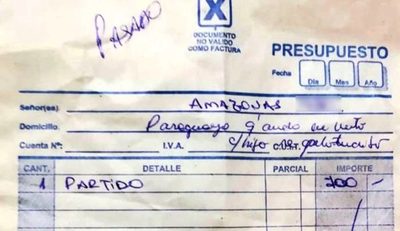 PASADO
X
DOCUMENTO
NO VALIDO
COMO FACTURA
PRESUPUESTO
Fecha Día Mes Año
Señor(es) AMAZONAS
Domicilio Paraguayo
Cuenta N°. I.V.A. C.U.I.T.
CANT. DETALLE PARCIAL IMPORTE
1 PARTIDO 700 -